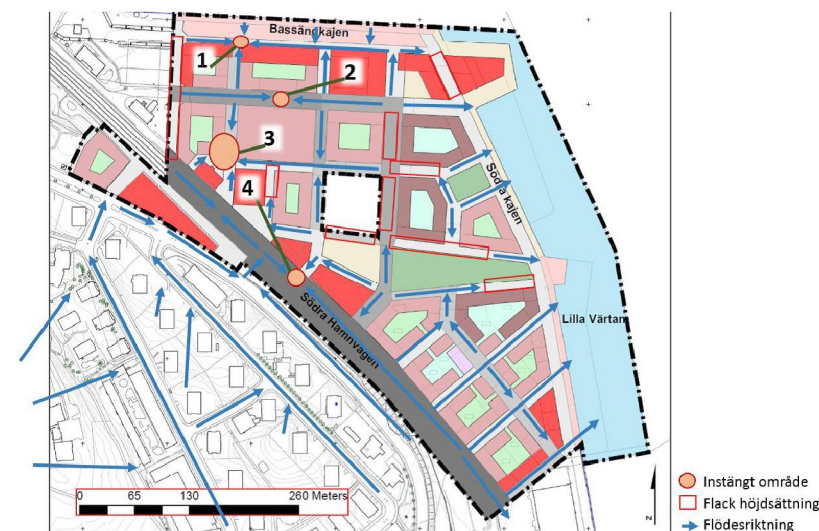 Bassängkajen
1
2
3
4
Södra kajen
Södra Hamnvägen
Lilla Värtan
0 65 130 260 Meters
N
Instängt område
Flack höjdsättning
Flödesriktning